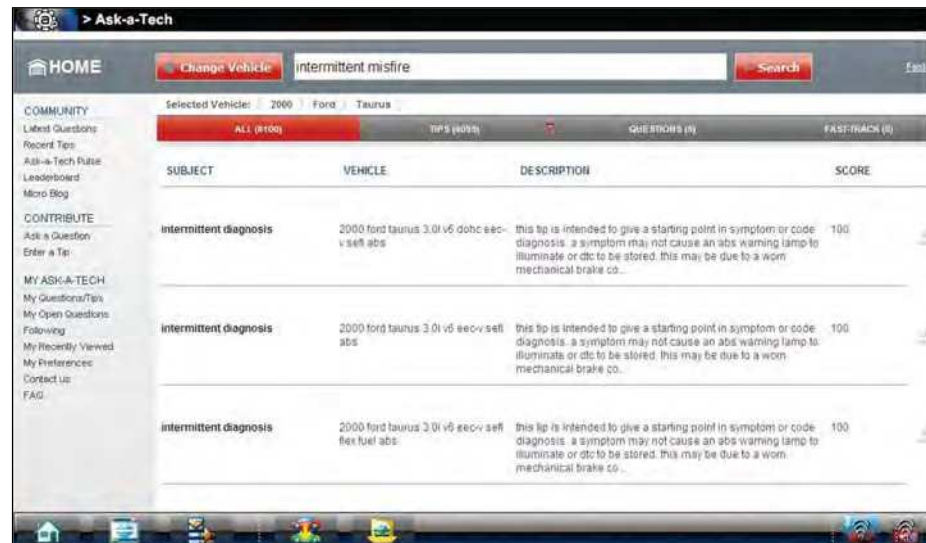 > Ask-a-Tech
HOME
Change Vehicle
intermittent misfire
Search
COMMUNITY
Latest Questions
Recent Tips
Ask-a-Tech Pulse
Leaderboard
Micro Blog
CONTRIBUTE
Ask a Question
Enter a Tip
MY ASK-A-TECH
My Questions/Tips
My Open Questions
Following
My Recently Viewed
My Preferences
Contact us
FAQ
Selected Vehicle: 2000 Ford Taurus
ALL (8100) TIPS QUESTIONS FAST-TRACK
SUBJECT VEHICLE DESCRIPTION SCORE
intermittent diagnosis
2000 ford taurus 3.0l v6 dohc eec-
v sefi abs
this tip is intended to give a starting point in symptom or code
diagnosis. a symptom may not cause an abs warning lamp to
illuminate or dtc to be stored. this may be due to a worn
mechanical brake co...
100
intermittent diagnosis
2000 ford taurus 3.0l v6 eec-v sefi
abs
this tip is intended to give a starting point in symptom or code
diagnosis. a symptom may not cause an abs warning lamp to
illuminate or dtc to be stored. this may be due to a worn
mechanical brake co...
100
intermittent diagnosis
2000 ford taurus 3.0l v6 eec-v sefi
flex fuel abs
this tip is intended to give a starting point in symptom or code
diagnosis. a symptom may not cause an abs warning lamp to
illuminate or dtc to be stored. this may be due to a worn
mechanical brake co...
100